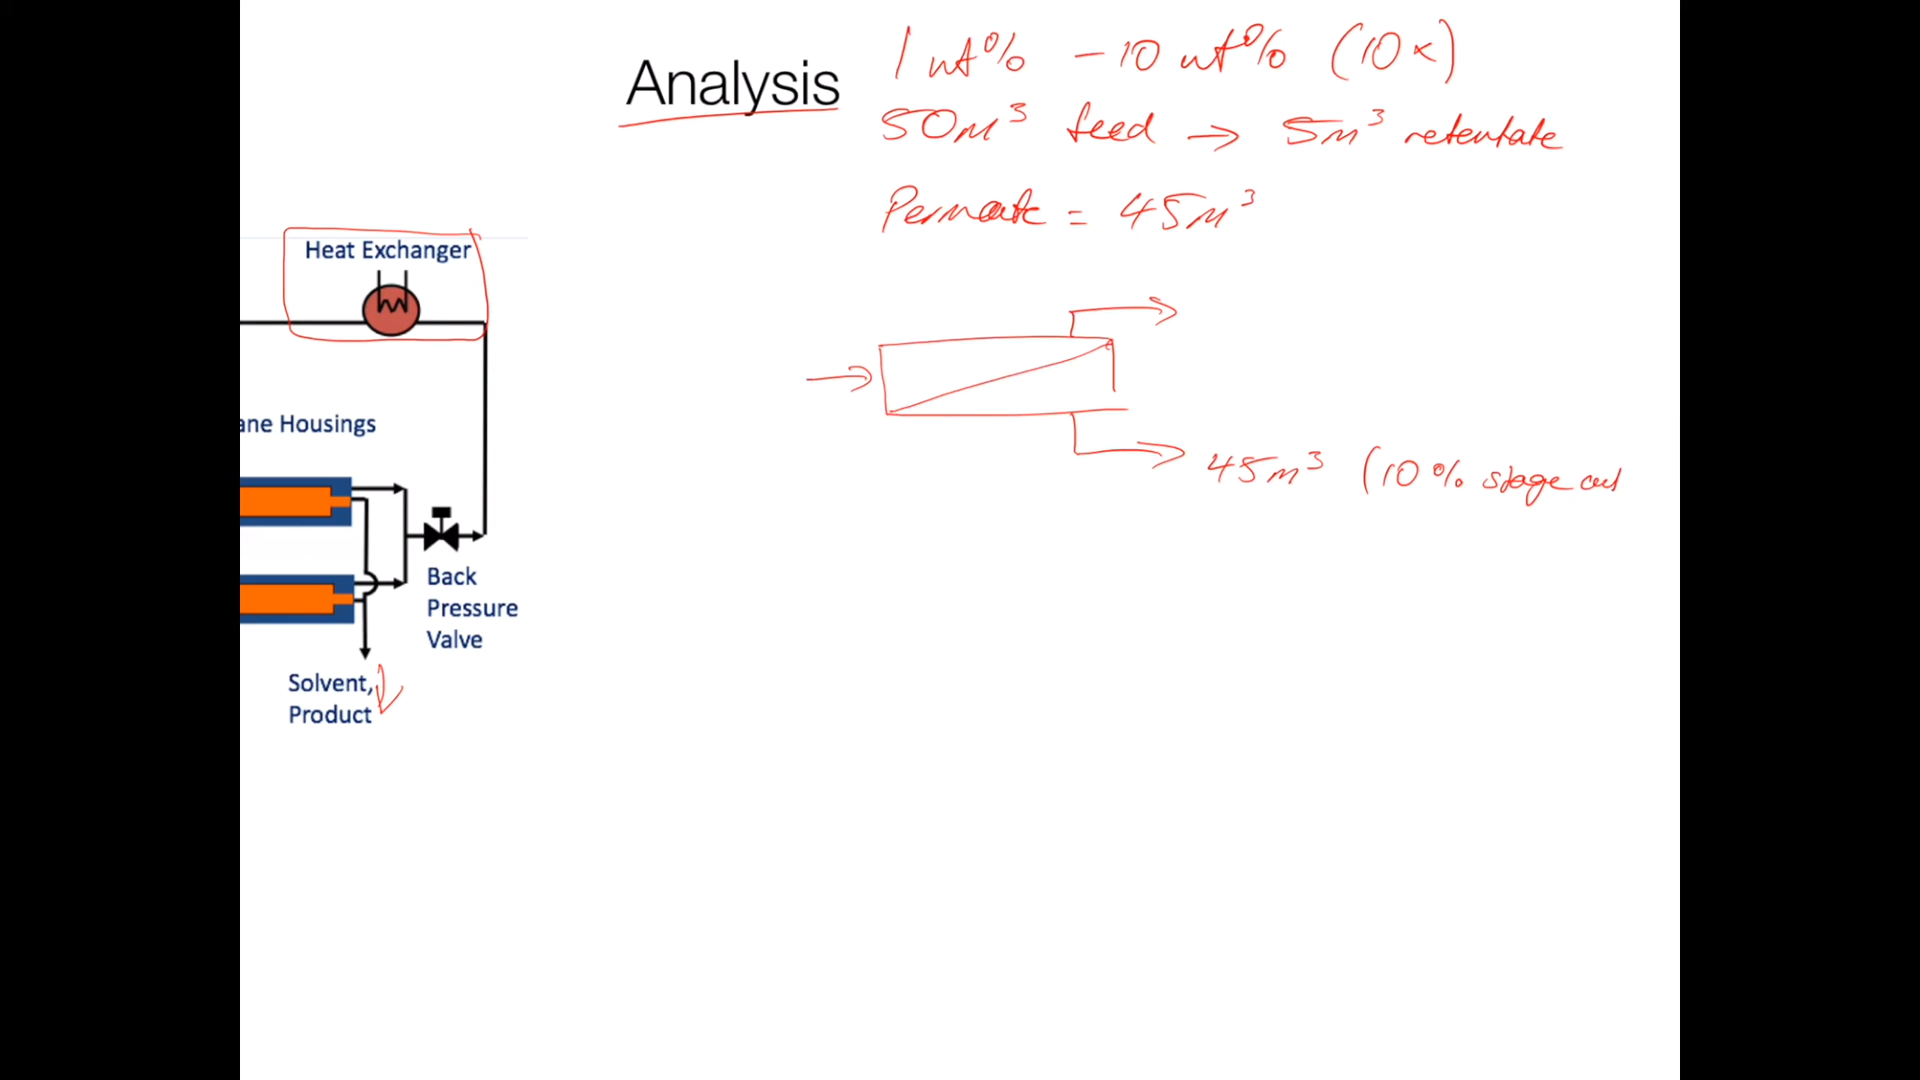 Analysis
1 wt% - 10 wt% (10x)
50m³ feed → 5m³ retentate
Permeate = 45m³
Heat Exchanger
ane Housings
45m³ (10% stage cut
Back
Pressure
Valve
Solvent,
Product